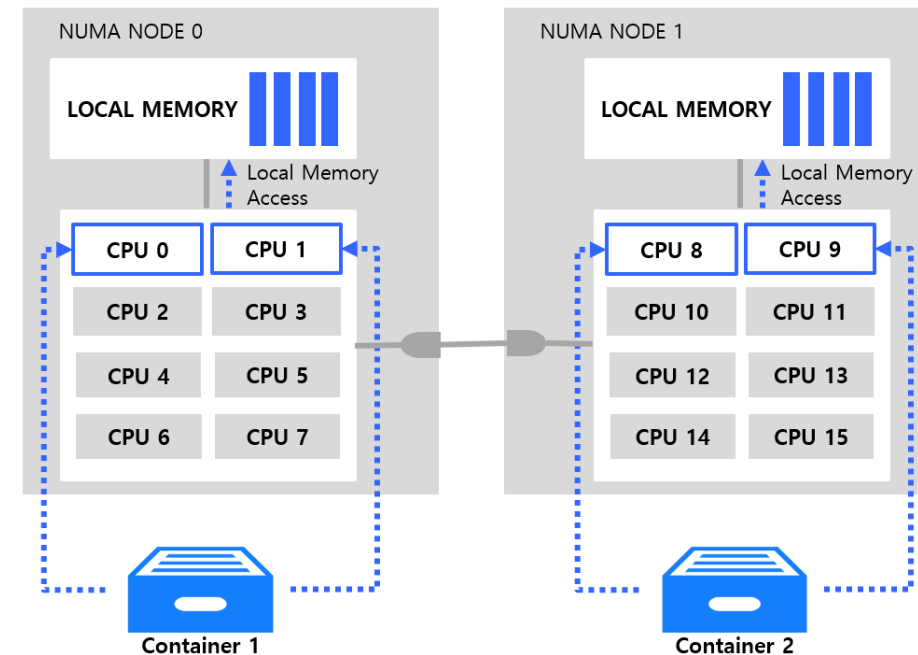 NUMA NODE 0
LOCAL MEMORY
Local Memory
Access
CPU 0
CPU 1
CPU 2
CPU 3
CPU 4
CPU 5
CPU 6
CPU 7
Container 1
NUMA NODE 1
LOCAL MEMORY
Local Memory
Access
CPU 8
CPU 9
CPU 10
CPU 11
CPU 12
CPU 13
CPU 14
CPU 15
Container 2